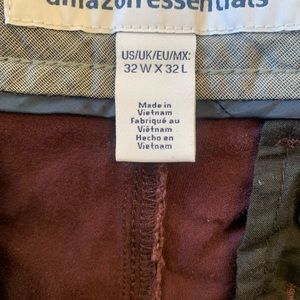 amazon essentials
US/UK/EU/MX:
32 W X 32 L
Made in
Vietnam
Fabriqué au
Viêtnam
Hecho en
Vietnam